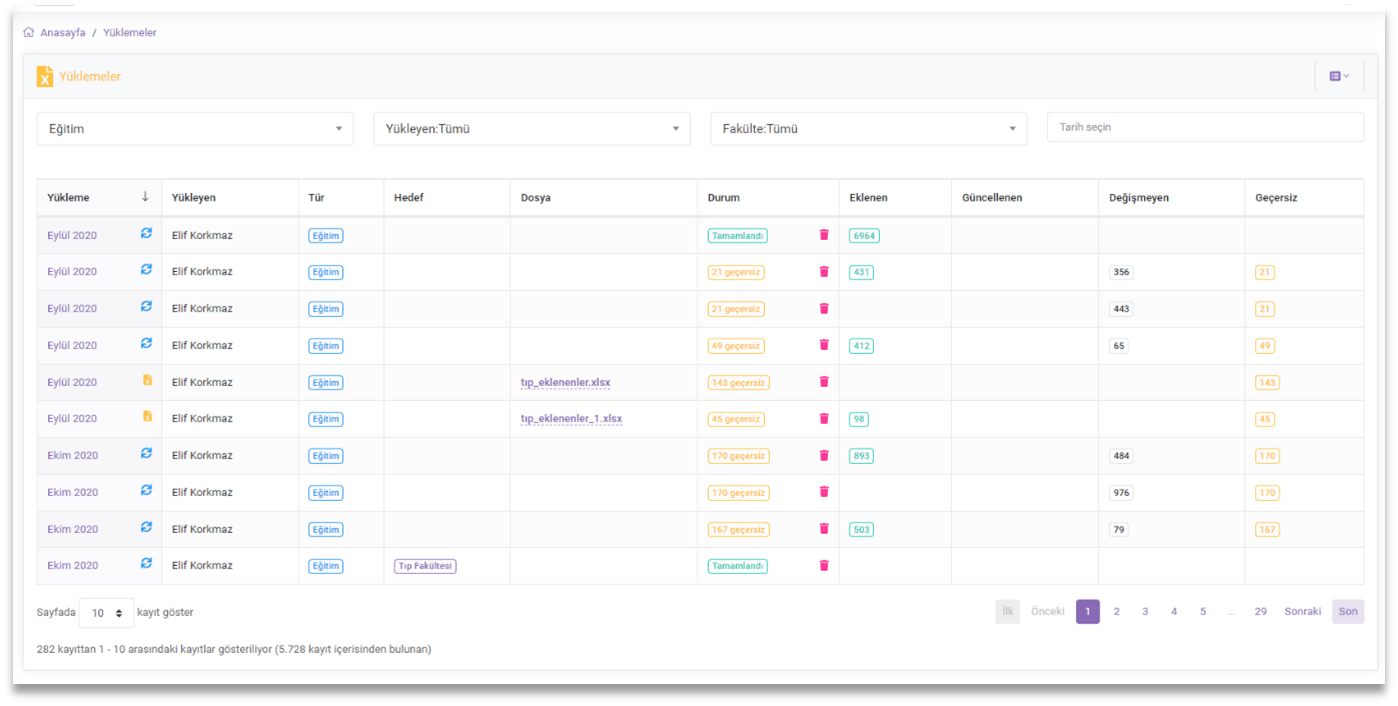 Anasayfa / Yüklemeler
Yüklemeler
Eğitim Yükleyen:Tümü Fakülte:Tümü Tarih seçin
Yükleme Yükleyen Tür Hedef Dosya Durum Eklenen Güncellenen Değişmeyen Geçersiz
Eylül 2020 Elif Korkmaz Eğitim Tamamlandı 6964
Eylül 2020 Elif Korkmaz Eğitim 21 geçersiz 431 356 21
Eylül 2020 Elif Korkmaz Eğitim 21 geçersiz 443 21
Eylül 2020 Elif Korkmaz Eğitim 49 geçersiz 412 65 49
Eylül 2020 Elif Korkmaz Eğitim tıp_eklenenler.xlsx 143 geçersiz 143
Eylül 2020 Elif Korkmaz Eğitim tıp_eklenenler_1.xlsx 45 geçersiz 98 45
Ekim 2020 Elif Korkmaz Eğitim 170 geçersiz 893 484 170
Ekim 2020 Elif Korkmaz Eğitim 170 geçersiz 976 170
Ekim 2020 Elif Korkmaz Eğitim 167 geçersiz 503 79 167
Ekim 2020 Elif Korkmaz Eğitim Tıp Fakültesi Tamamlandı
Sayfada 10 kayıt göster İlk Önceki 1 2 3 4 5 … 29 Sonraki Son
282 kayıttan 1 - 10 arasındaki kayıtlar gösteriliyor (5.728 kayıt içerisinden bulunan)